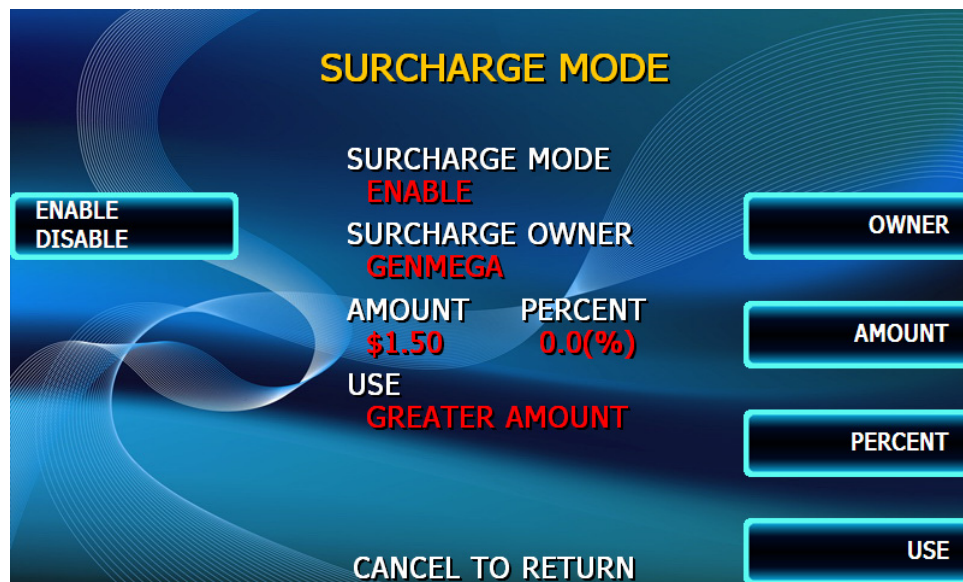 SURCHARGE MODE
SURCHARGE MODE
ENABLE
ENABLE
DISABLE
SURCHARGE OWNER
GENMEGA
OWNER
AMOUNT PERCENT
$1.50 0.0(%)
AMOUNT
USE
GREATER AMOUNT
PERCENT
USE
CANCEL TO RETURN